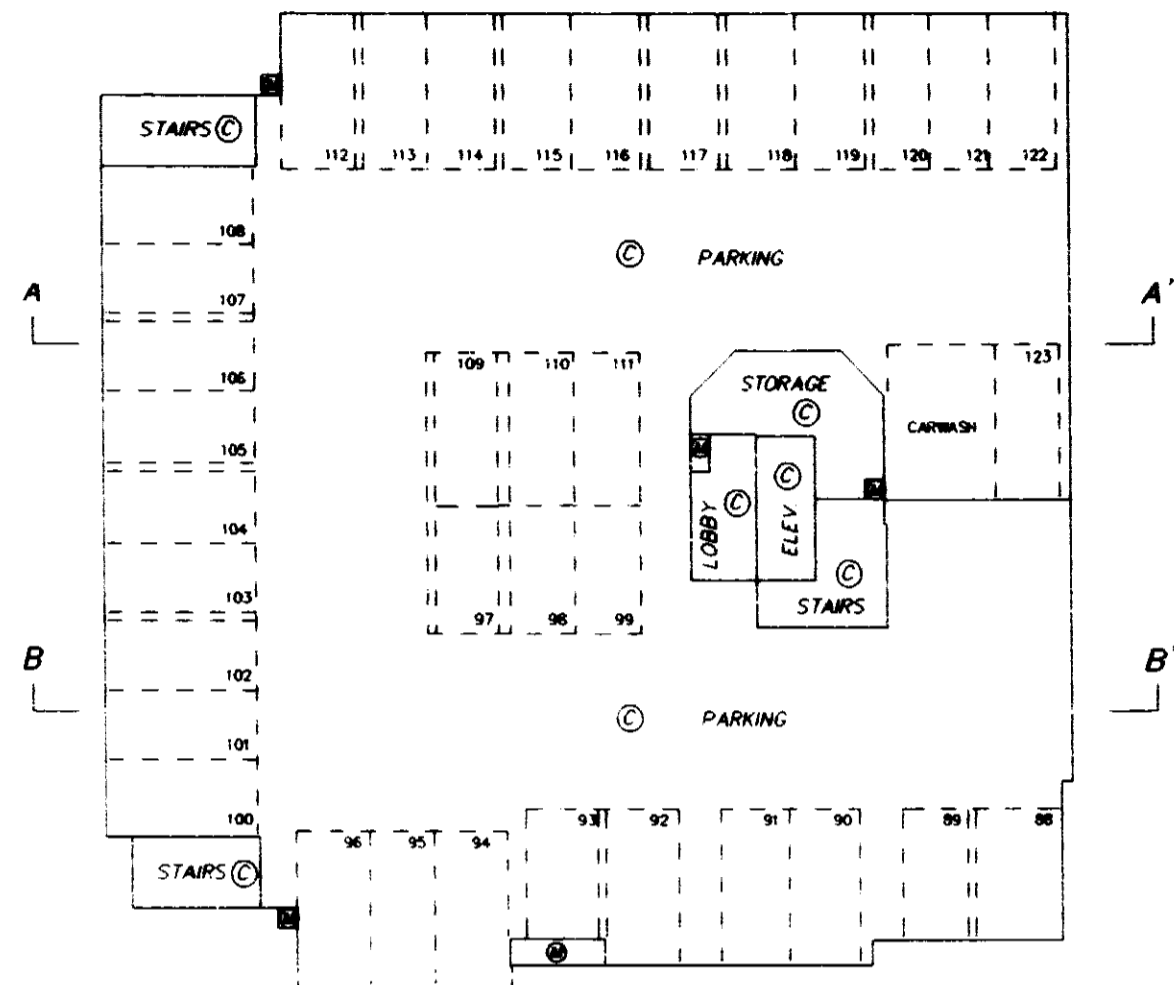 112 113 114 115 116 117 118 119 120 121 122
STAIRS C
108
C PARKING
A A'
107
109 110 111 123
106 STORAGE
C
CARWASH
105
C
LOBBY C ELEV
104
C
103 STAIRS
97 98 99
B B'
102
C PARKING
101
100 93 92 91 90 89 88
96 95 94
STAIRS C